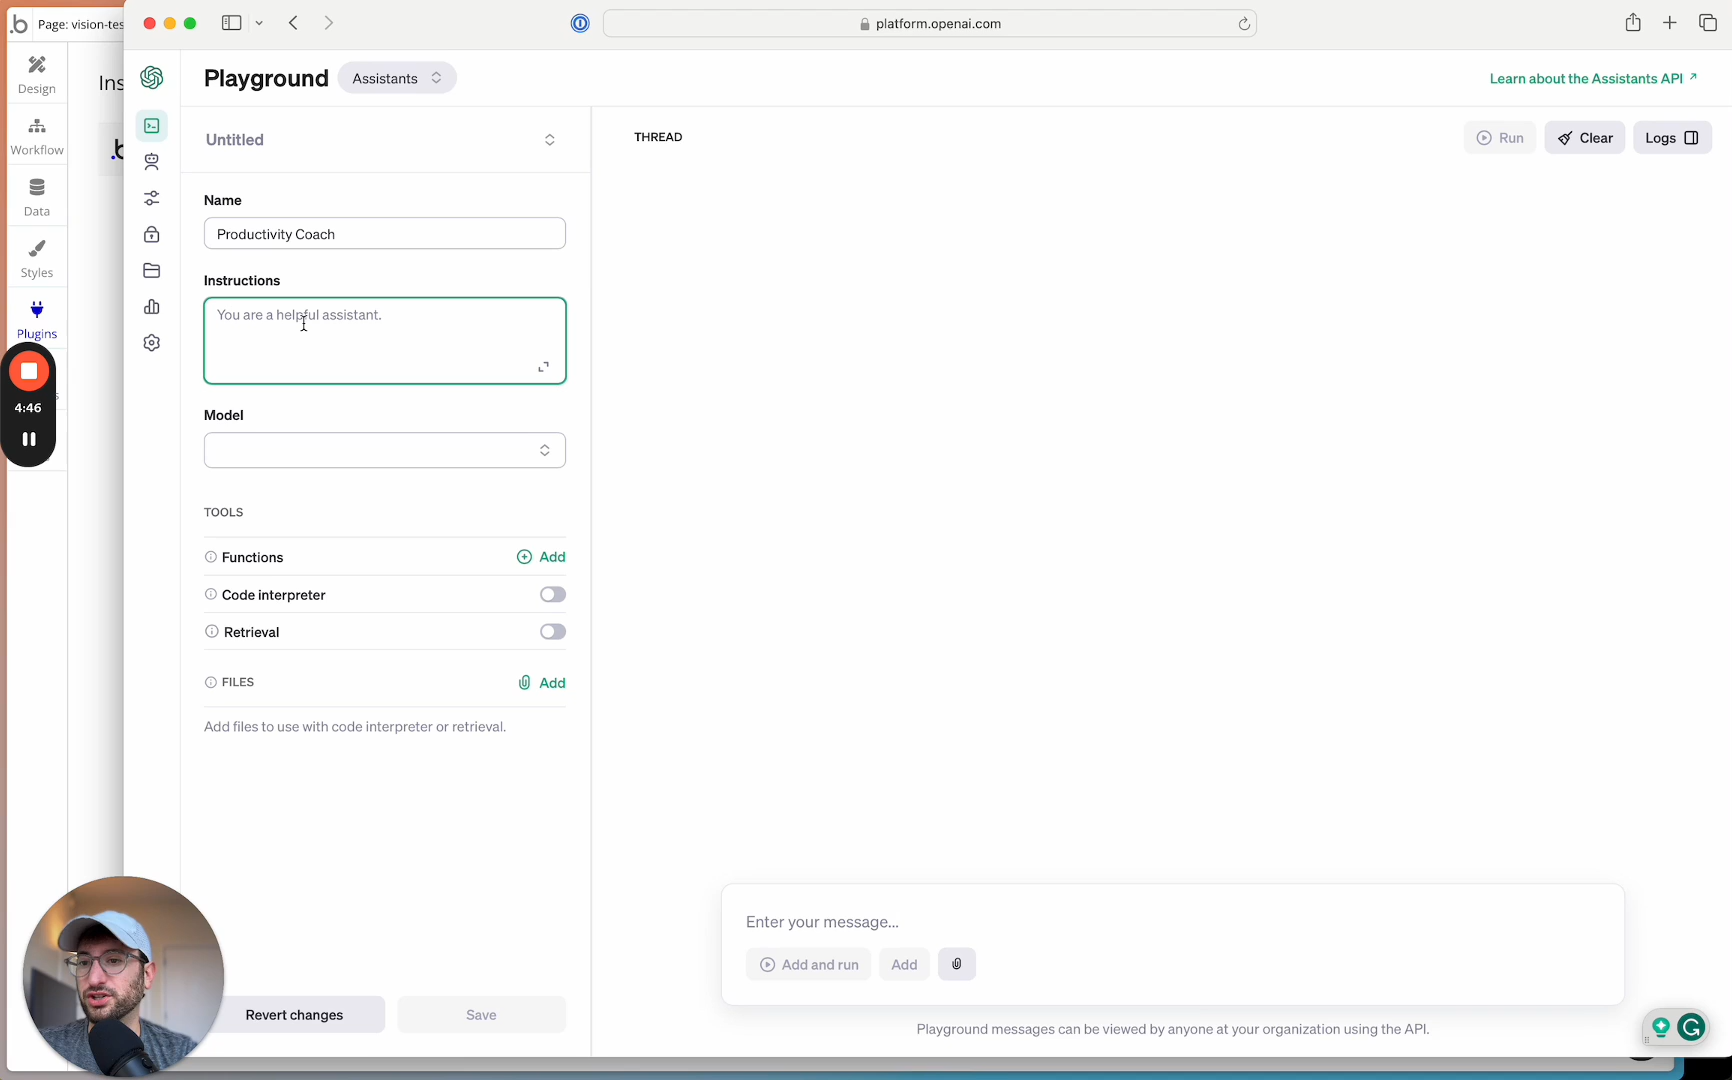 Page: vision-tes
platform.openai.com
Design
Workflow
Data
Styles
Plugins
4:46
Ins
.b
Playground
Assistants
Learn about the Assistants API
Untitled
THREAD
Run
Clear
Logs
Name
Productivity Coach
Instructions
You are a helpful assistant.
Model
TOOLS
Functions
Add
Code interpreter
Retrieval
FILES
Add
Add files to use with code interpreter or retrieval.
Enter your message...
Add and run
Add
Revert changes
Save
Playground messages can be viewed by anyone at your organization using the API.